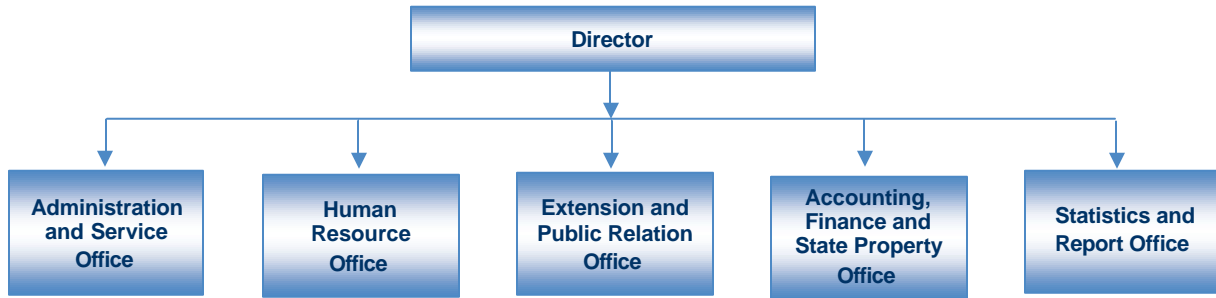 Director
Administration
and Service
Office
Human
Resource
Office
Extension and
Public Relation
Office
Accounting,
Finance and
State Property
Office
Statistics and
Report Office